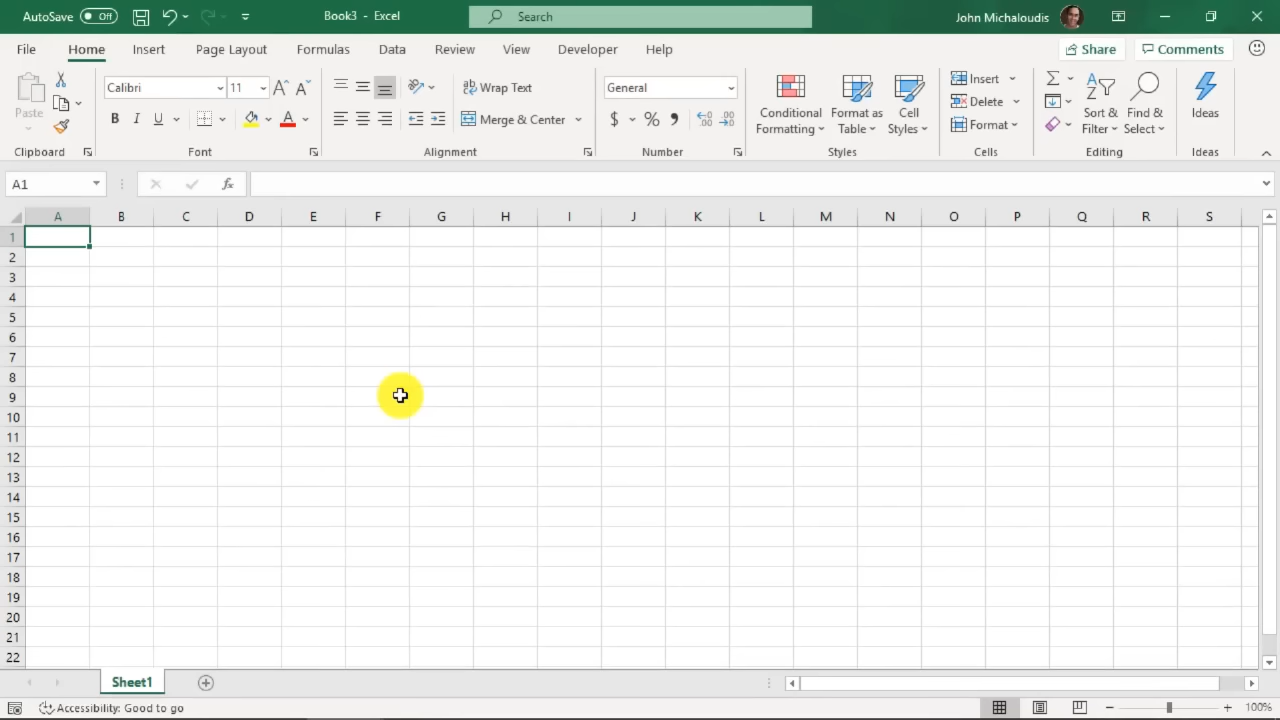 AutoSave Off Book3 - Excel Search John Michaloudis
File Home Insert Page Layout Formulas Data Review View Developer Help Share Comments
Paste Calibri 11 A A Wrap Text General Conditional Formatting Format as Table Cell Styles Insert Sort & Filter Find & Select Ideas
Delete
B I U A Merge & Center $ % Format
Clipboard Font Alignment Number Styles Cells Editing Ideas
A1 fx
A B C D E F G H I J K L M N O P Q R S
1
2
3
4
5
6
7
8
9
10
11
12
13
14
15
16
17
18
19
20
21
22
Sheet1
Accessibility: Good to go 100%